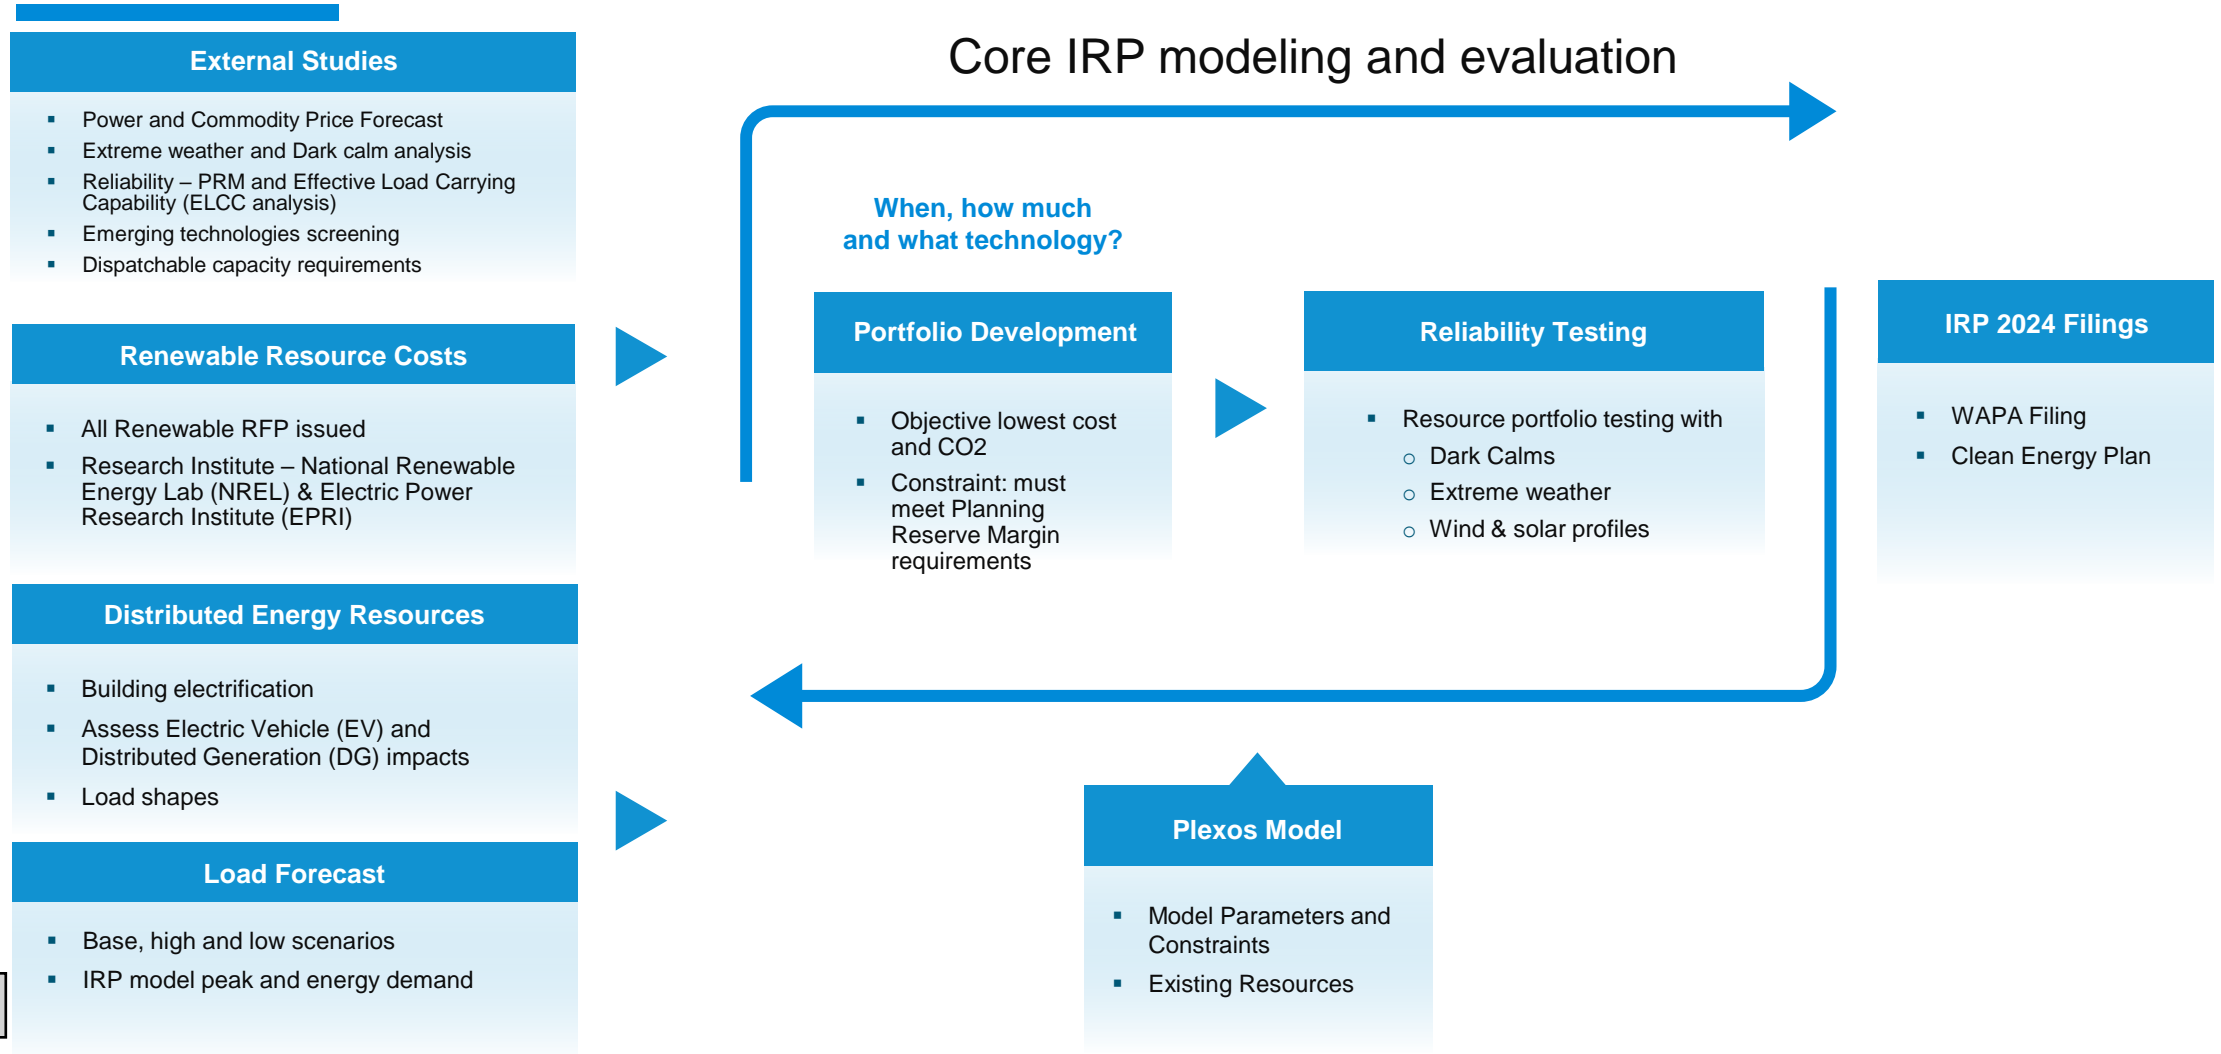 External Studies
Power and Commodity Price Forecast
Extreme weather and Dark calm analysis
Reliability – PRM and Effective Load Carrying
Capability (ELCC analysis)
Emerging technologies screening
Dispatchable capacity requirements
Renewable Resource Costs
All Renewable RFP issued
Research Institute – National Renewable
Energy Lab (NREL) & Electric Power
Research Institute (EPRI)
Distributed Energy Resources
Building electrification
Assess Electric Vehicle (EV) and
Distributed Generation (DG) impacts
Load shapes
Load Forecast
Base, high and low scenarios
IRP model peak and energy demand
Core IRP modeling and evaluation
When, how much
and what technology?
Portfolio Development
Objective lowest cost
and CO2
Constraint: must
meet Planning
Reserve Margin
requirements
Reliability Testing
Resource portfolio testing with
Dark Calms
Extreme weather
Wind & solar profiles
Plexos Model
Model Parameters and
Constraints
Existing Resources
IRP 2024 Filings
WAPA Filing
Clean Energy Plan